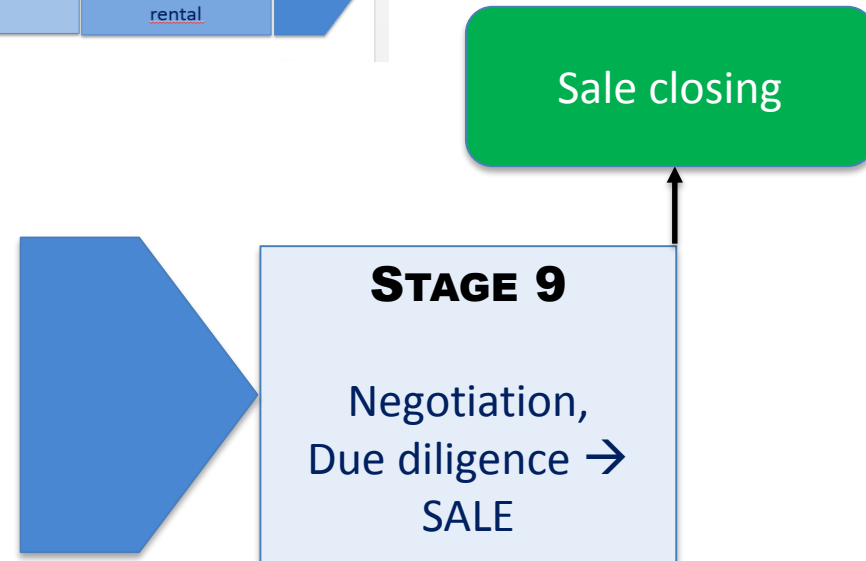 rental
Sale closing
STAGE 9
Negotiation,
Due diligence →
SALE